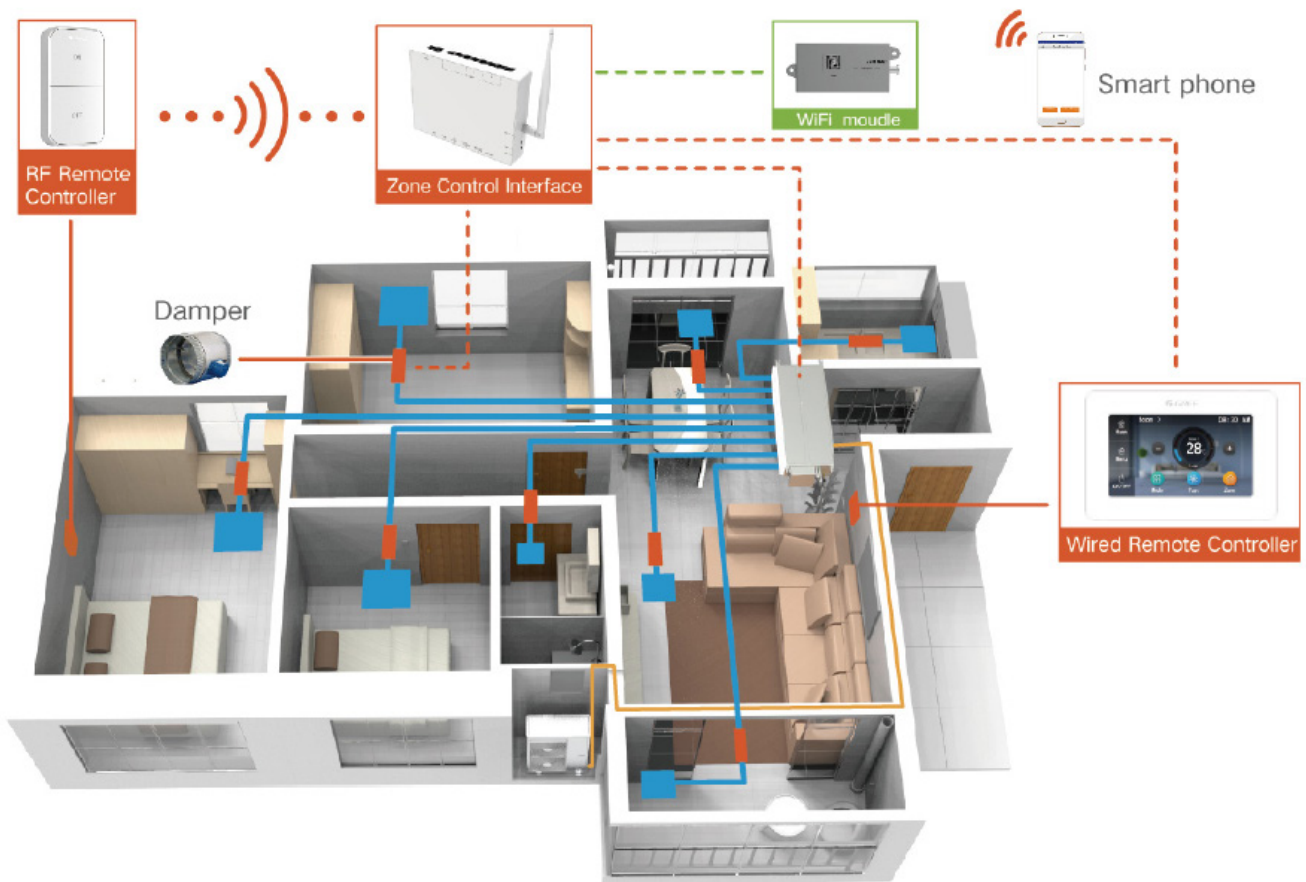 RF Remote
Controller
Zone Control Interface
WiFi moudle
Smart phone
Damper
28
Wired Remote Controller